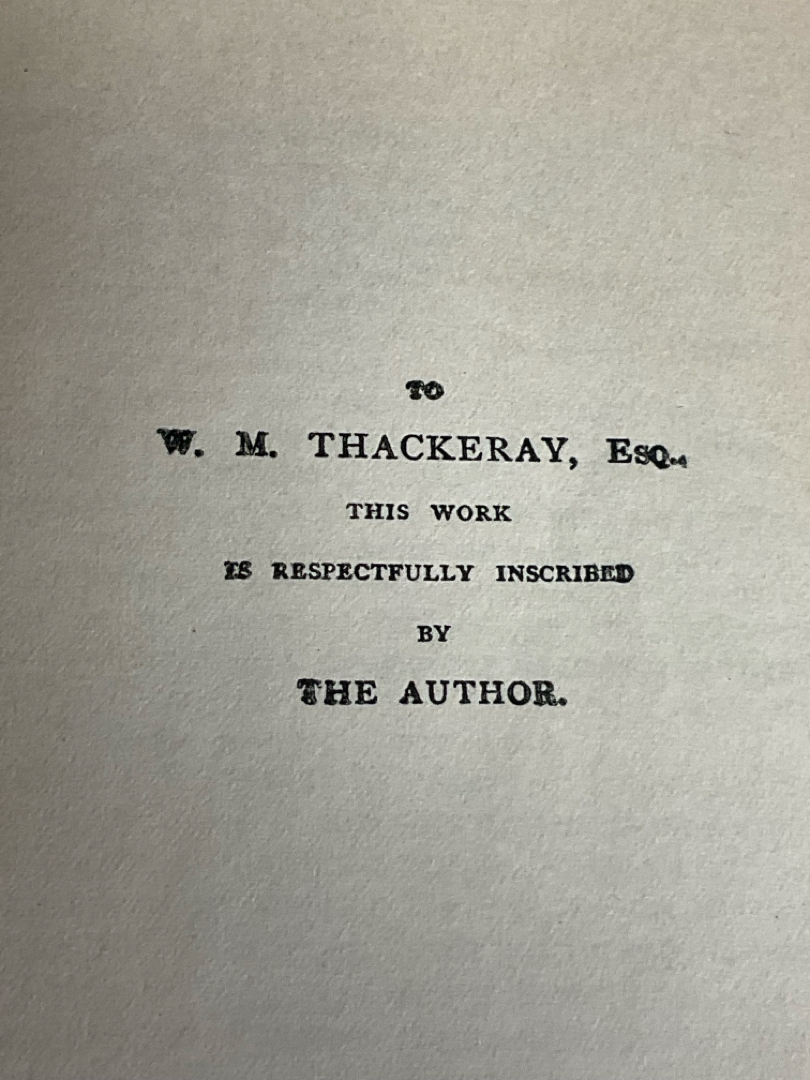 TO
W. M. THACKERAY, ESQ.,
THIS WORK
IS RESPECTFULLY INSCRIBED
BY
THE AUTHOR.